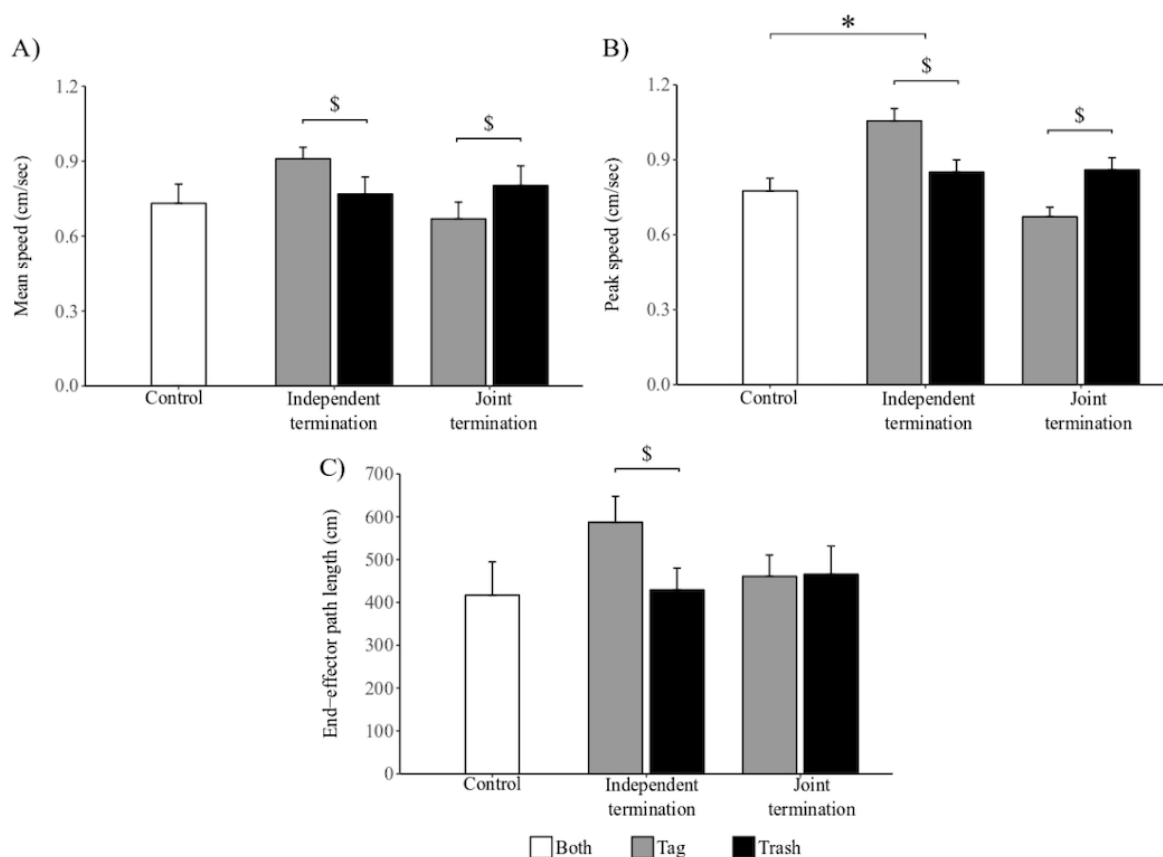 A)
Mean speed (cm/sec)
1.2
0.9
0.6
0.3
0.0
$
$
Control
Independent
termination
Joint
termination
B)
Peak speed (cm/sec)
1.2
0.9
0.6
0.3
0.0
*
$
$
Control
Independent
termination
Joint
termination
C)
End−effector path length (cm)
700
600
500
400
300
200
100
0
$
Control
Independent
termination
Joint
termination
Both Tag Trash